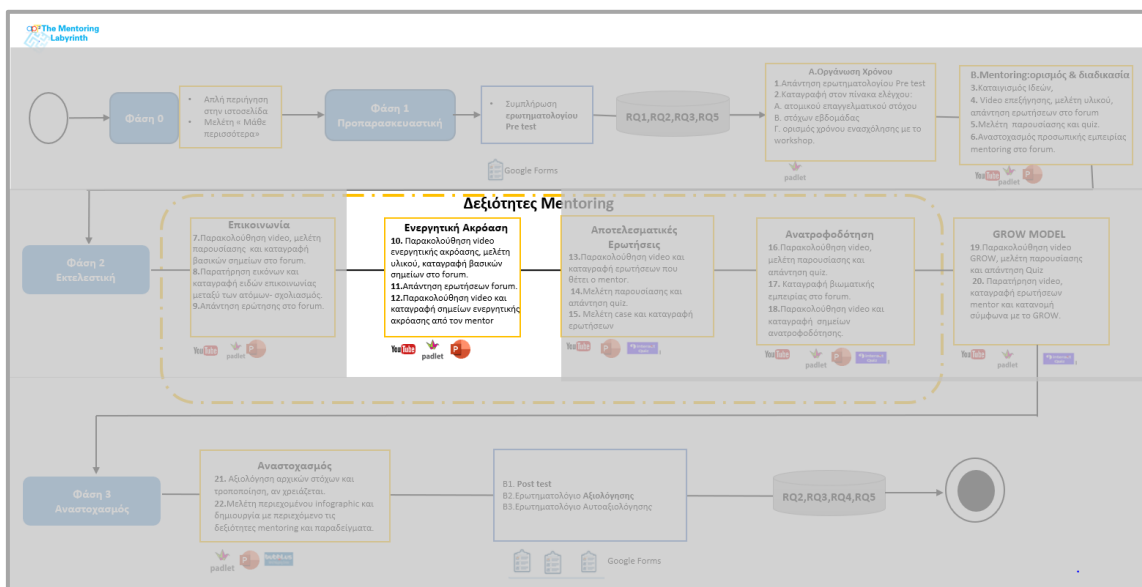 The Mentoring
Labyrinth
Φάση 0
• Απλή περιήγηση
στην ιστοσελίδα
• Μελέτη « Μάθε
περισσότερα»
Φάση 1
Προπαρασκευαστική
• Συμπλήρωση
ερωτηματολογίου
Pre test
Google Forms
RQ1,RQ2,RQ3,RQ5
Α.Οργάνωση Χρόνου
1.Απάντηση ερωτηματολογίου Pre test
2.Καταγραφή στον πίνακα ελέγχου:
Α. ατομικού επαγγελματικού στόχου
Β. στόχων εβδομάδας
Γ. ορισμός χρόνου ενασχόλησης με το
workshop.
padlet
Β.Mentoring:ορισμός & διαδικασία
3.Καταιγισμός Ιδεών,
4. Video επεξήγησης, μελέτη υλικού,
απάντηση ερωτήσεων στο forum
5.Μελέτη παρουσίασης και quiz.
6.Αναστοχασμός προσωπικής εμπειρίας
mentoring στο forum.
YouTube padlet P
Δεξιότητες Mentoring
Φάση 2
Εκτελεστική
Επικοινωνία
7.Παρακολούθηση video, μελέτη
παρουσίασης και καταγραφή
βασικών σημείων στο forum.
8.Παρατήρηση εικόνων και
καταγραφή ειδών επικοινωνίας
μεταξύ των ατόμων- σχολιασμός.
9.Απάντηση ερώτησης στο forum.
YouTube padlet P
Ενεργητική Ακρόαση
10. Παρακολούθηση video
ενεργητικής ακρόασης, μελέτη
υλικού, καταγραφή βασικών
σημείων στο forum.
11.Απάντηση ερωτήσεων forum.
12.Παρακολούθηση video και
καταγραφή σημείων ενεργητικής
ακρόασης από τον mentor
YouTube padlet P
Αποτελεσματικές
Ερωτήσεις
13.Παρακολούθηση video και
καταγραφή ερωτήσεων που
θέτει ο mentor.
14.Μελέτη παρουσίασης και
απάντηση quiz.
15. Μελέτη case και καταγραφή
ερωτήσεων
YouTube P
Ανατροφοδότηση
16.Παρακολούθηση video,
μελέτη παρουσίασης και
απάντηση quiz.
17. Καταγραφή βιωματικής
εμπειρίας στο forum.
18.Παρακολούθηση video και
καταγραφή σημείων
ανατροφοδότησης.
YouTube padlet P
GROW MODEL
19.Παρακολούθηση video
GROW, μελέτη παρουσίασης
και απάντηση Quiz
20. Παρατήρηση video,
καταγραφή ερωτήσεων
mentor και κατανομή
σύμφωνα με το GROW.
YouTube padlet
Φάση 3
Αναστοχασμός
Αναστοχασμός
21. Αξιολόγηση αρχικών στόχων και
τροποποίηση, αν χρειάζεται.
22.Μελέτη περιεχομένου infographic και
δημιουργία με περιεχόμενο τις
δεξιότητες mentoring και παραδείγματα.
padlet P
Β1. Post test
Β2.Ερωτηματολόγιο Αξιολόγησης
Β3.Ερωτηματολόγιο Αυτοαξιολόγησης
Google Forms
RQ2,RQ3,RQ4,RQ5